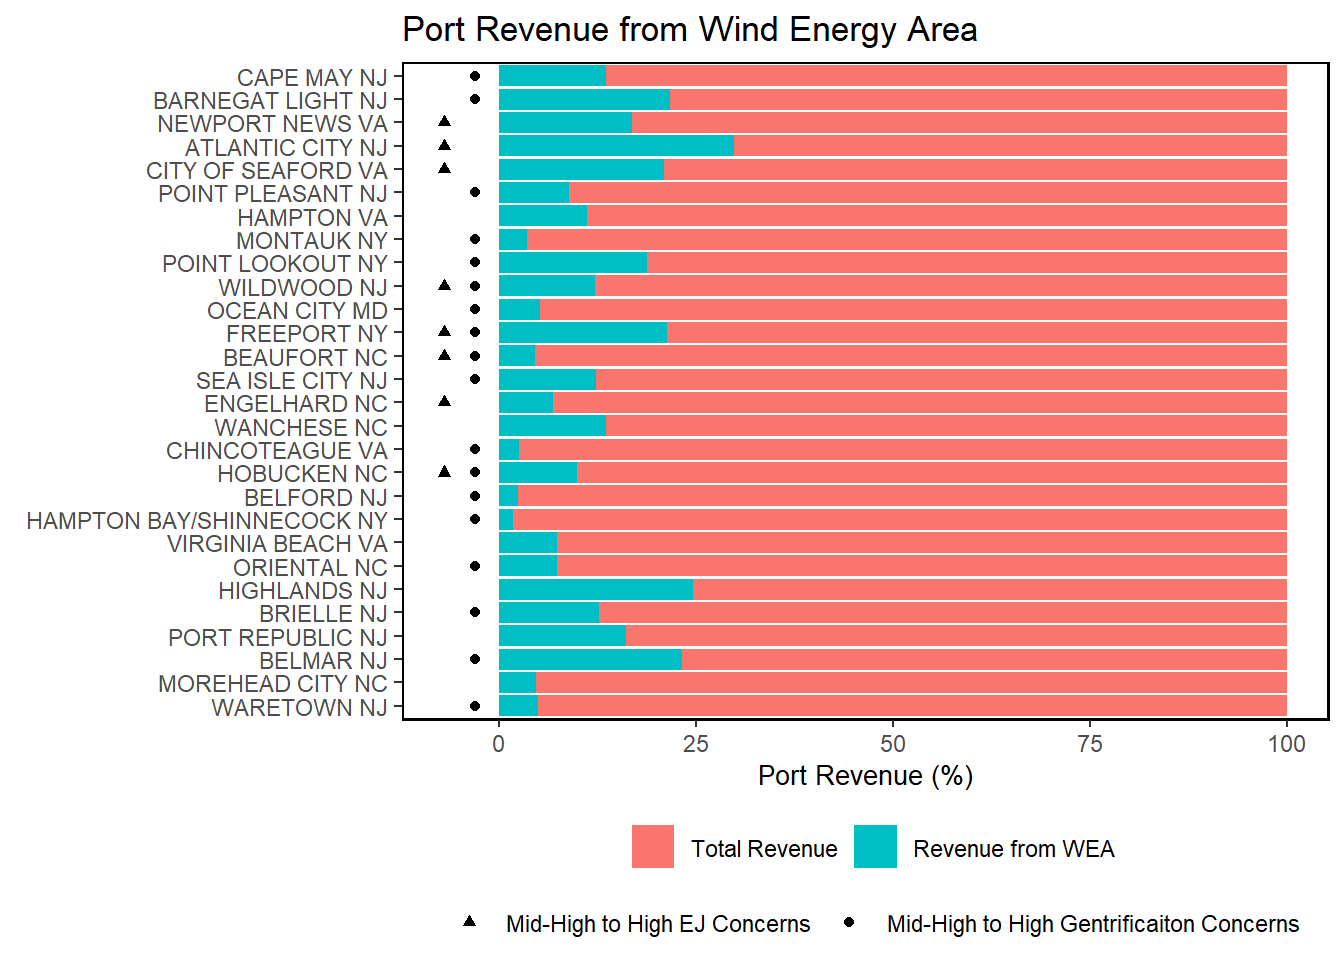 Port Revenue from Wind Energy Area
CAPE MAY NJ
BARNEGAT LIGHT NJ
NEWPORT NEWS VA
ATLANTIC CITY NJ
CITY OF SEAFORD VA
POINT PLEASANT NJ
HAMPTON VA
MONTAUK NY
POINT LOOKOUT NY
WILDWOOD NJ
OCEAN CITY MD
FREEPORT NY
BEAUFORT NC
SEA ISLE CITY NJ
ENGELHARD NC
WANCHESE NC
CHINCOTEAGUE VA
HOBUCKEN NC
BELFORD NJ
HAMPTON BAY/SHINNECOCK NY
VIRGINIA BEACH VA
ORIENTAL NC
HIGHLANDS NJ
BRIELLE NJ
PORT REPUBLIC NJ
BELMAR NJ
MOREHEAD CITY NC
WARETOWN NJ
0 25 50 75 100
Port Revenue (%)
Total Revenue Revenue from WEA
Mid-High to High EJ Concerns Mid-High to High Gentrificaiton Concerns